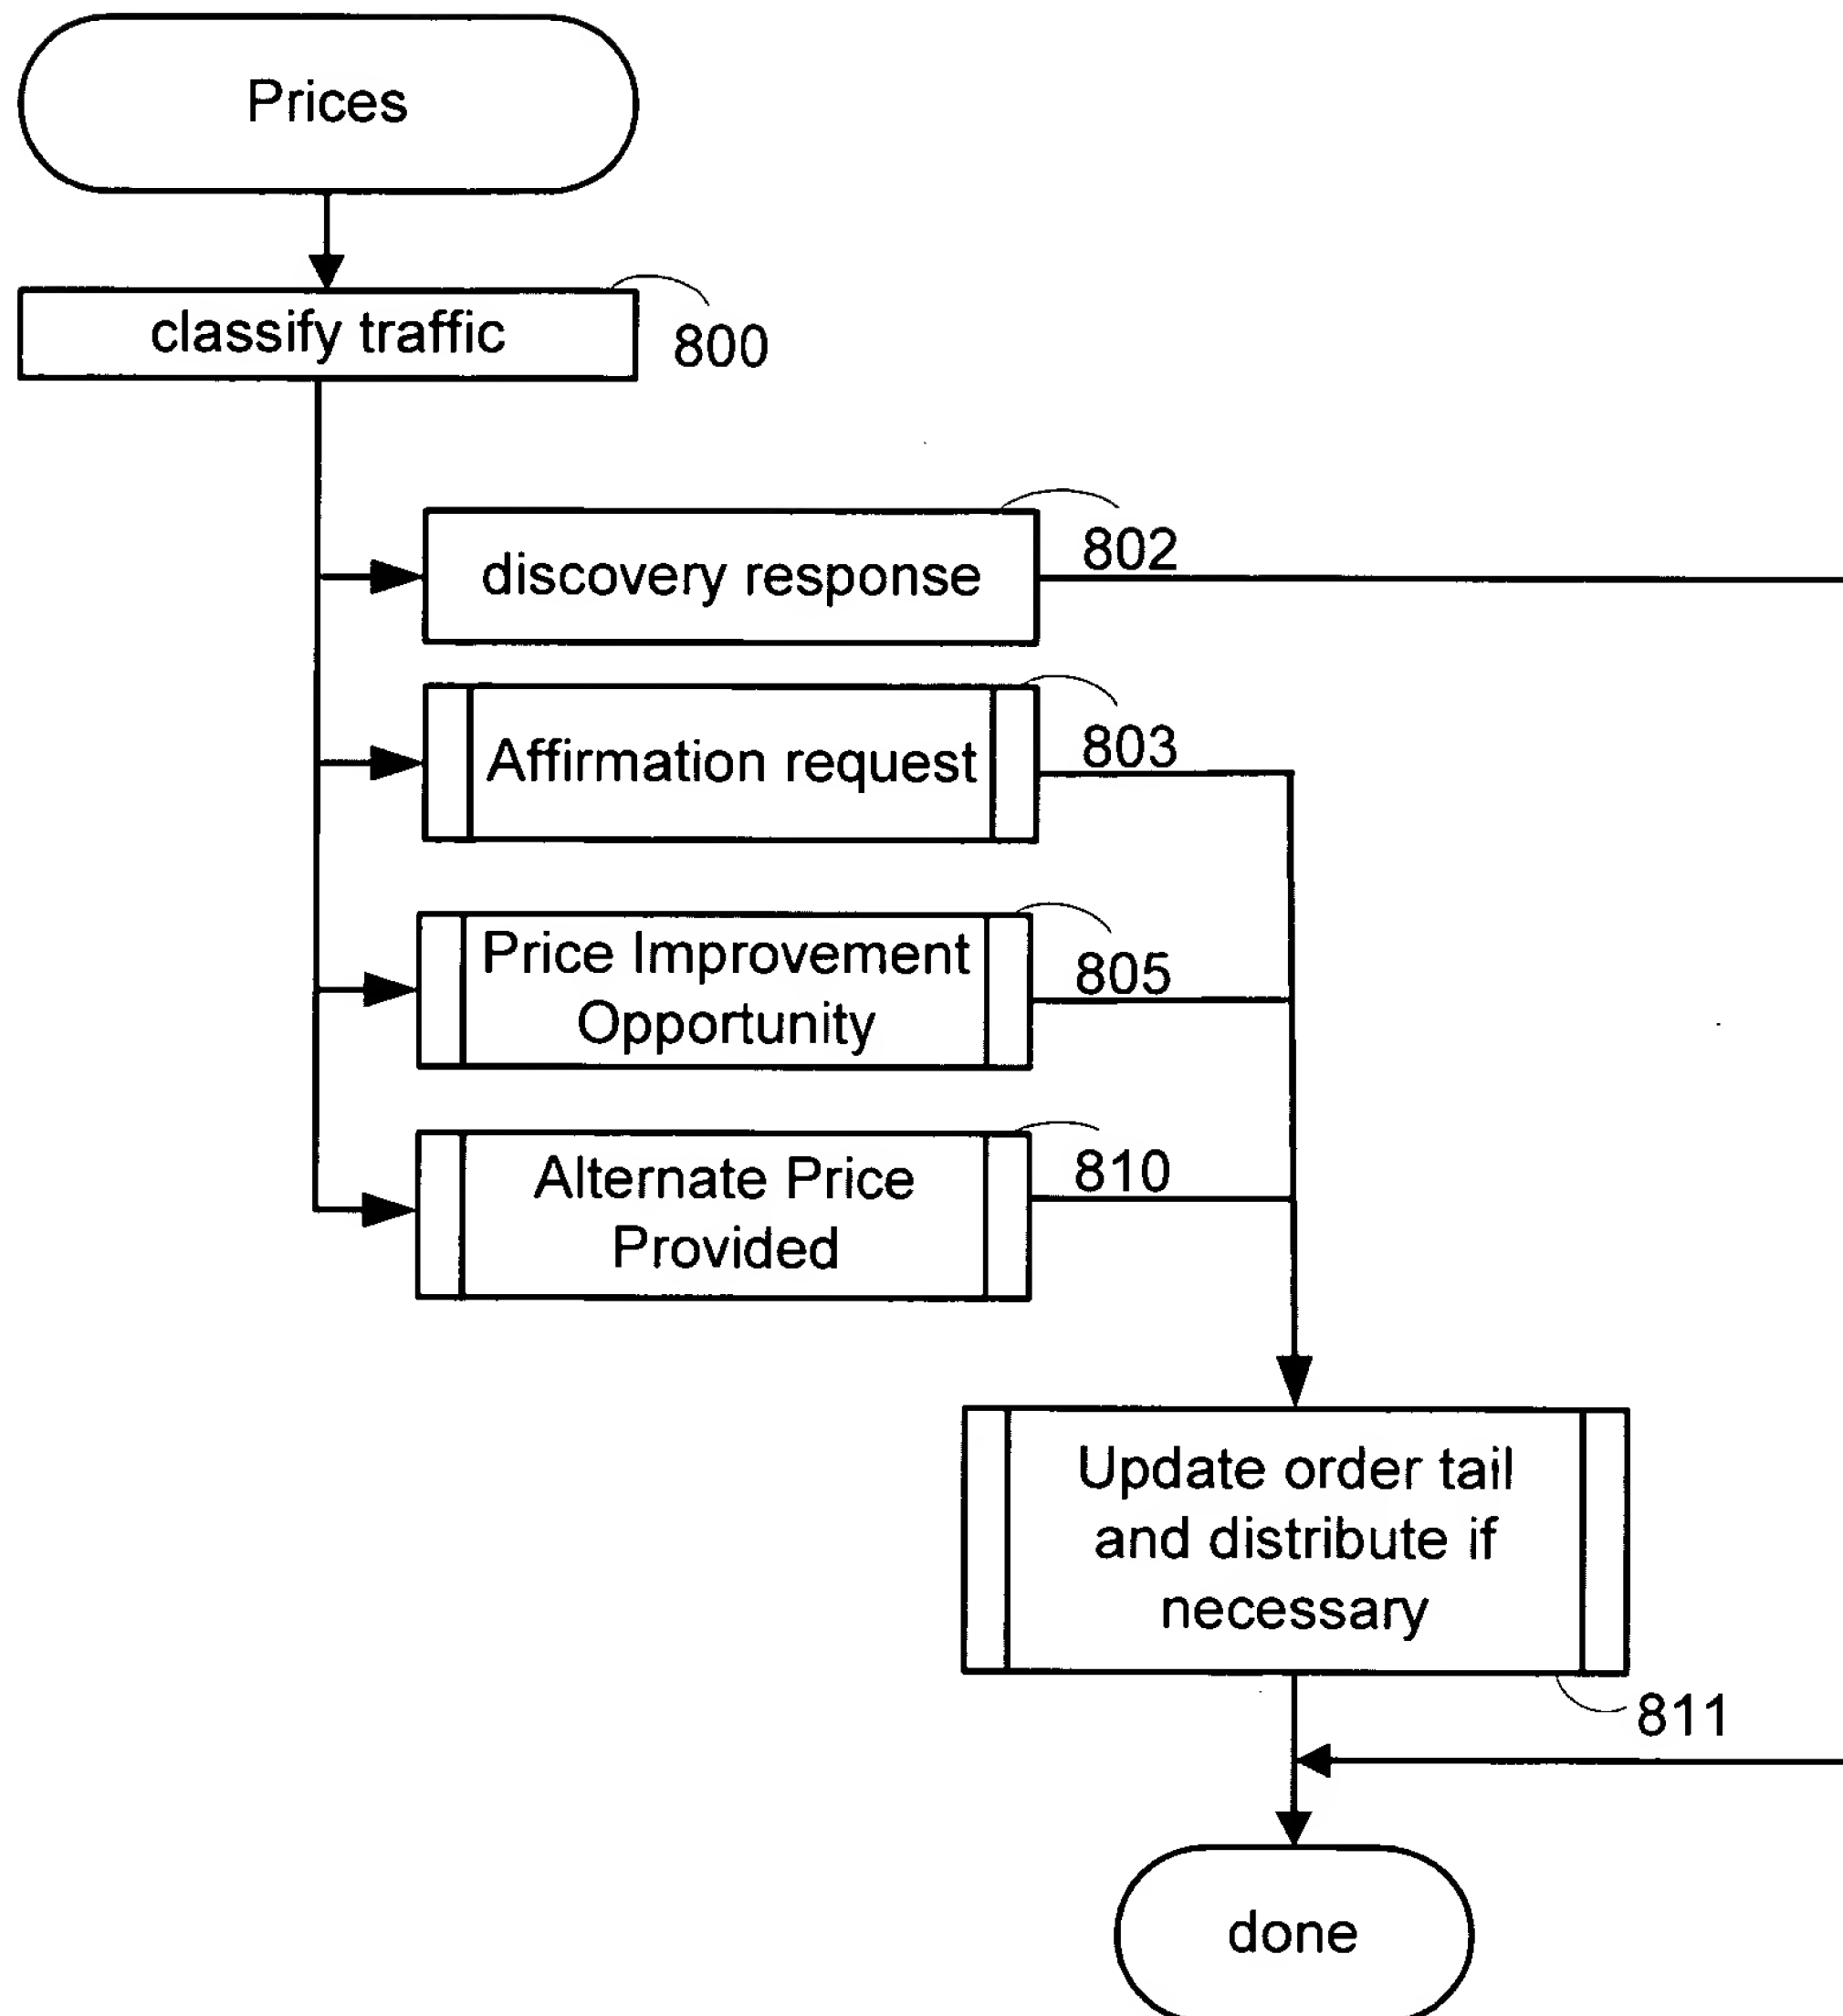 Prices
classify traffic
800
discovery response
802
Affirmation request
803
Price Improvement
Opportunity
805
Alternate Price
Provided
810
Update order tail
and distribute if
necessary
811
done